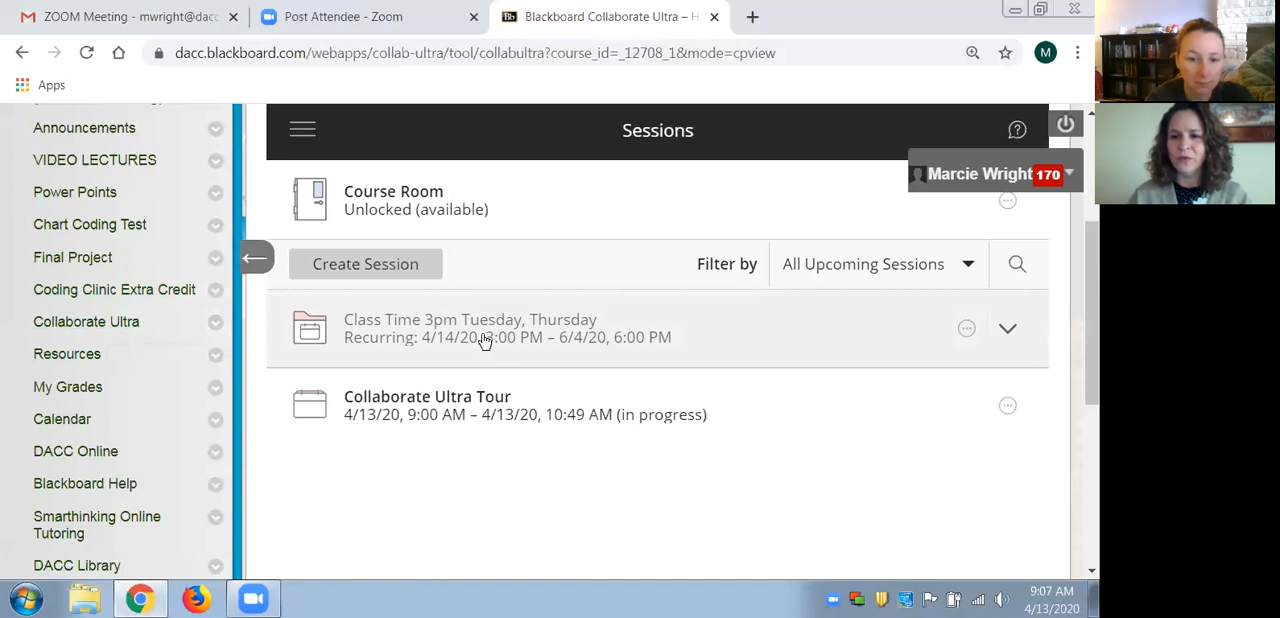 ZOOM Meeting - mwright@dacc
Post Attendee - Zoom
Bb Blackboard Collaborate Ultra – H
dacc.blackboard.com/webapps/collab-ultra/tool/collabultra?course_id=_12708_1&mode=cpview
M
Apps
Announcements
VIDEO LECTURES
Power Points
Chart Coding Test
Final Project
Coding Clinic Extra Credit
Collaborate Ultra
Resources
My Grades
Calendar
DACC Online
Blackboard Help
Smarthinking Online
Tutoring
DACC Library
Sessions
Marcie Wright 170
Course Room
Unlocked (available)
Create Session
Filter by
All Upcoming Sessions
Class Time 3pm Tuesday, Thursday
Recurring: 4/14/20, 3:00 PM – 6/4/20, 6:00 PM
Collaborate Ultra Tour
4/13/20, 9:00 AM – 4/13/20, 10:49 AM (in progress)
9:07 AM
4/13/2020